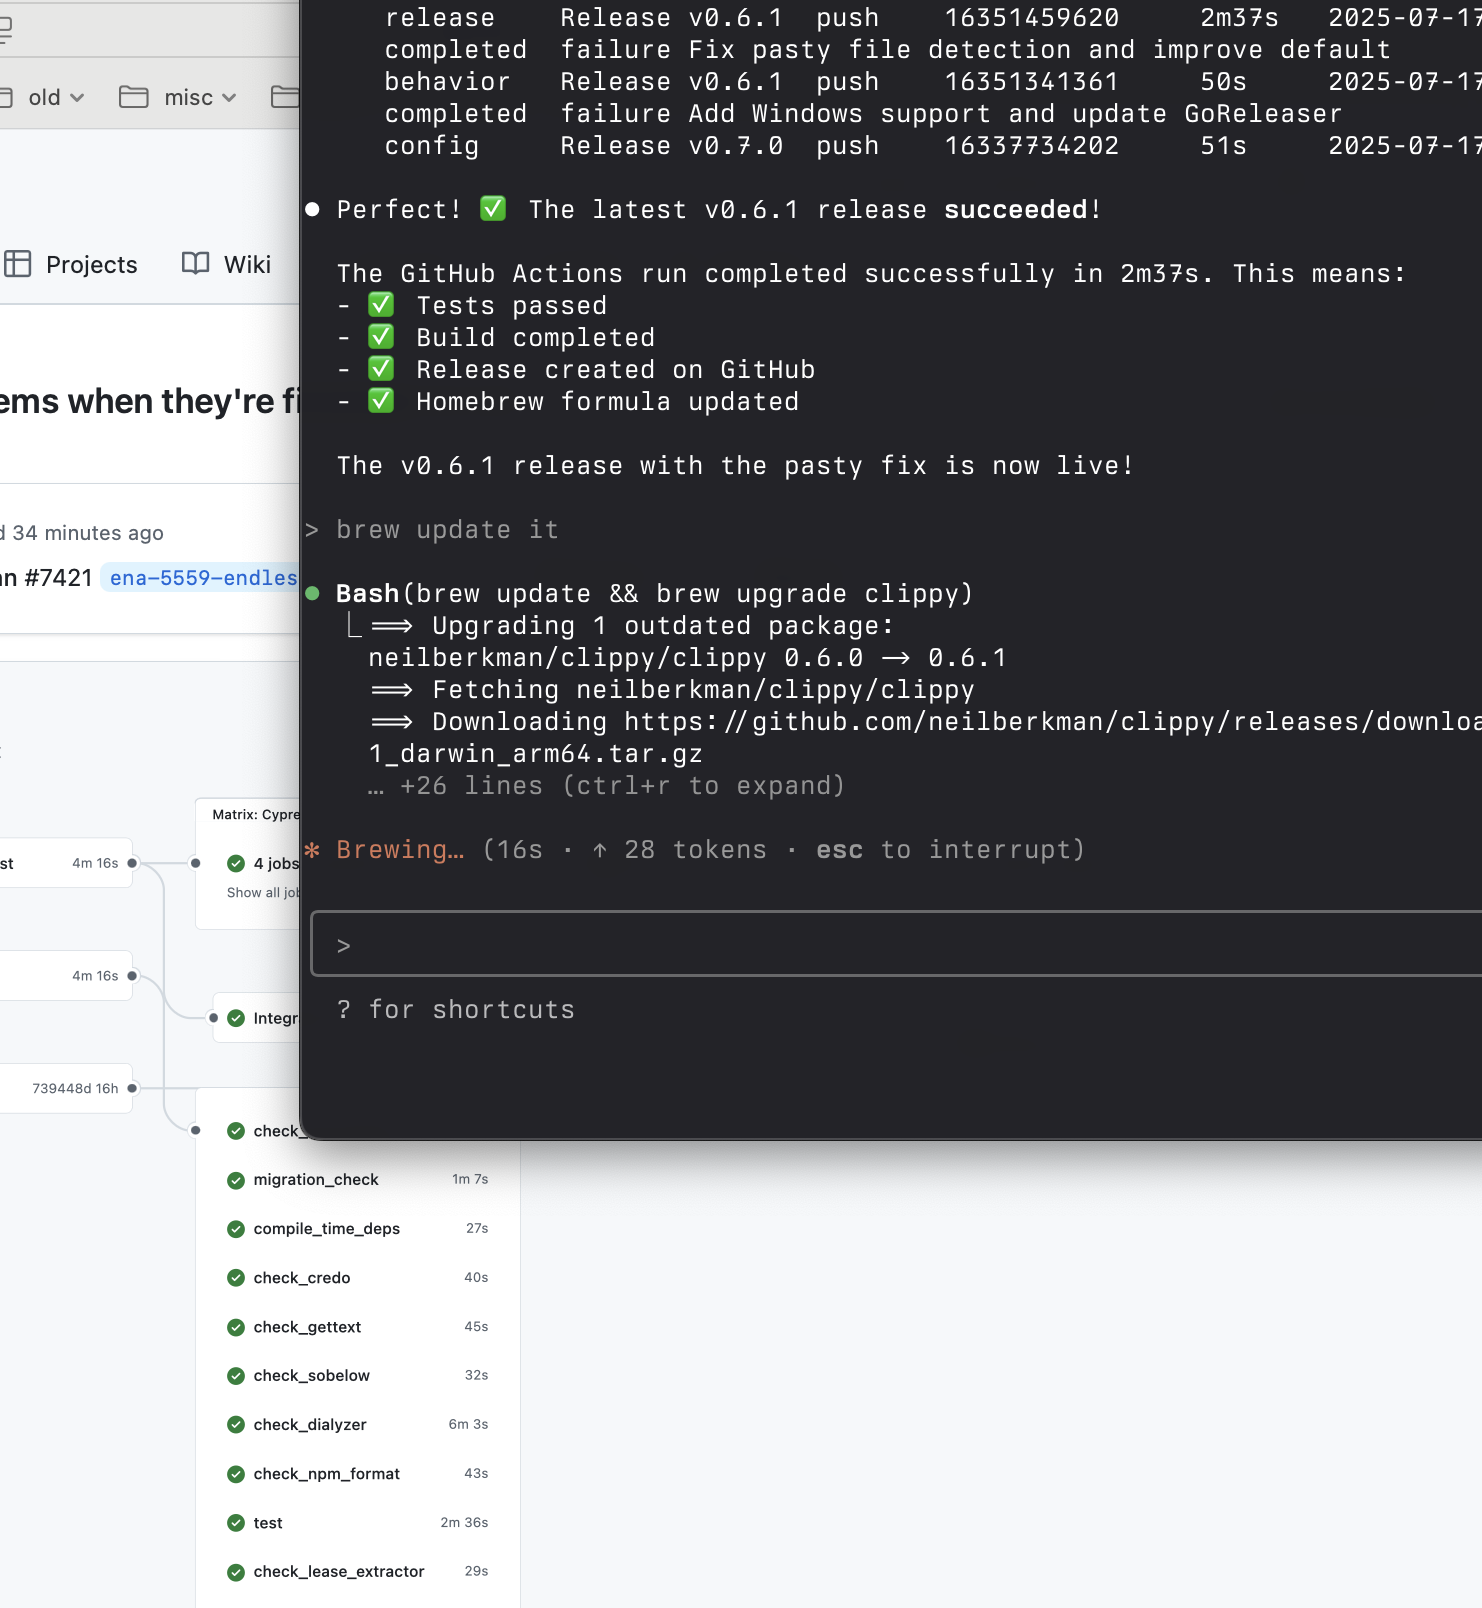 old
misc
Projects
Wiki
ems when they're fi
34 minutes ago
n #7421 ena-5559-endles
Matrix: Cypre
st 4m 16s
4 jobs
Show all job
4m 16s
Integr
739448d 16h
check_
migration_check 1m 7s
compile_time_deps 27s
check_credo 40s
check_gettext 45s
check_sobelow 32s
check_dialyzer 6m 3s
check_npm_format 43s
test 2m 36s
check_lease_extractor 29s
release Release v0.6.1 push 16351459620 2m37s 2025-07-17
completed failure Fix pasty file detection and improve default
behavior Release v0.6.1 push 16351341361 50s 2025-07-17
completed failure Add Windows support and update GoReleaser
config Release v0.7.0 push 16337734202 51s 2025-07-17
● Perfect! ✅ The latest v0.6.1 release succeeded!
The GitHub Actions run completed successfully in 2m37s. This means:
- ✅ Tests passed
- ✅ Build completed
- ✅ Release created on GitHub
- ✅ Homebrew formula updated
The v0.6.1 release with the pasty fix is now live!
> brew update it
● Bash(brew update && brew upgrade clippy)
⎿ ==> Upgrading 1 outdated package:
neilberkman/clippy/clippy 0.6.0 -> 0.6.1
==> Fetching neilberkman/clippy/clippy
==> Downloading https://github.com/neilberkman/clippy/releases/downloa
1_darwin_arm64.tar.gz
… +26 lines (ctrl+r to expand)
✻ Brewing… (16s · ↑ 28 tokens · esc to interrupt)
>
? for shortcuts